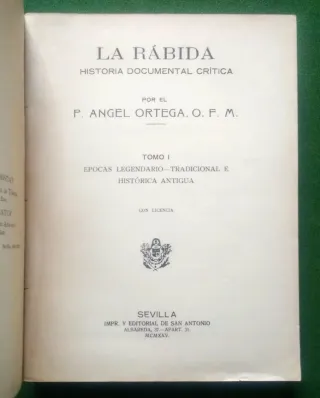 LA RÁBIDA
HISTORIA DOCUMENTAL CRÍTICA
POR EL
P. ANGEL ORTEGA, O. F. M.
TOMO I
EPOCAS LEGENDARIO—TRADICIONAL E
HISTÓRICA ANTIGUA
CON LICENCIA
SEVILLA
IMPR. Y EDITORIAL DE SAN ANTONIO